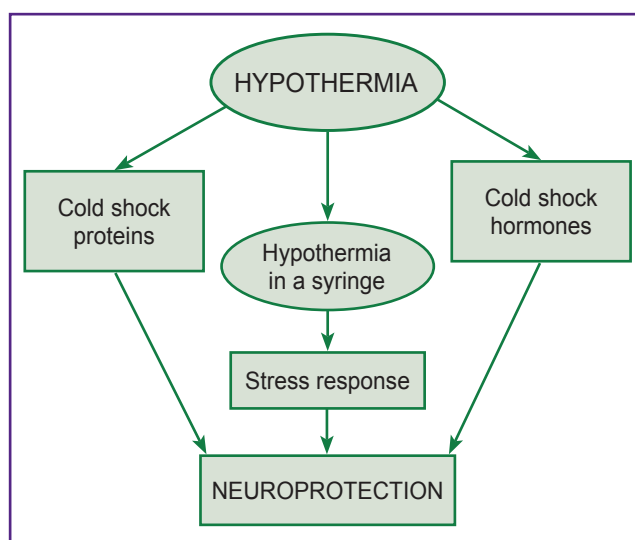 HYPOTHERMIA
Cold shock
proteins
Cold shock
hormones
Hypothermia
in a syringe
Stress response
NEUROPROTECTION